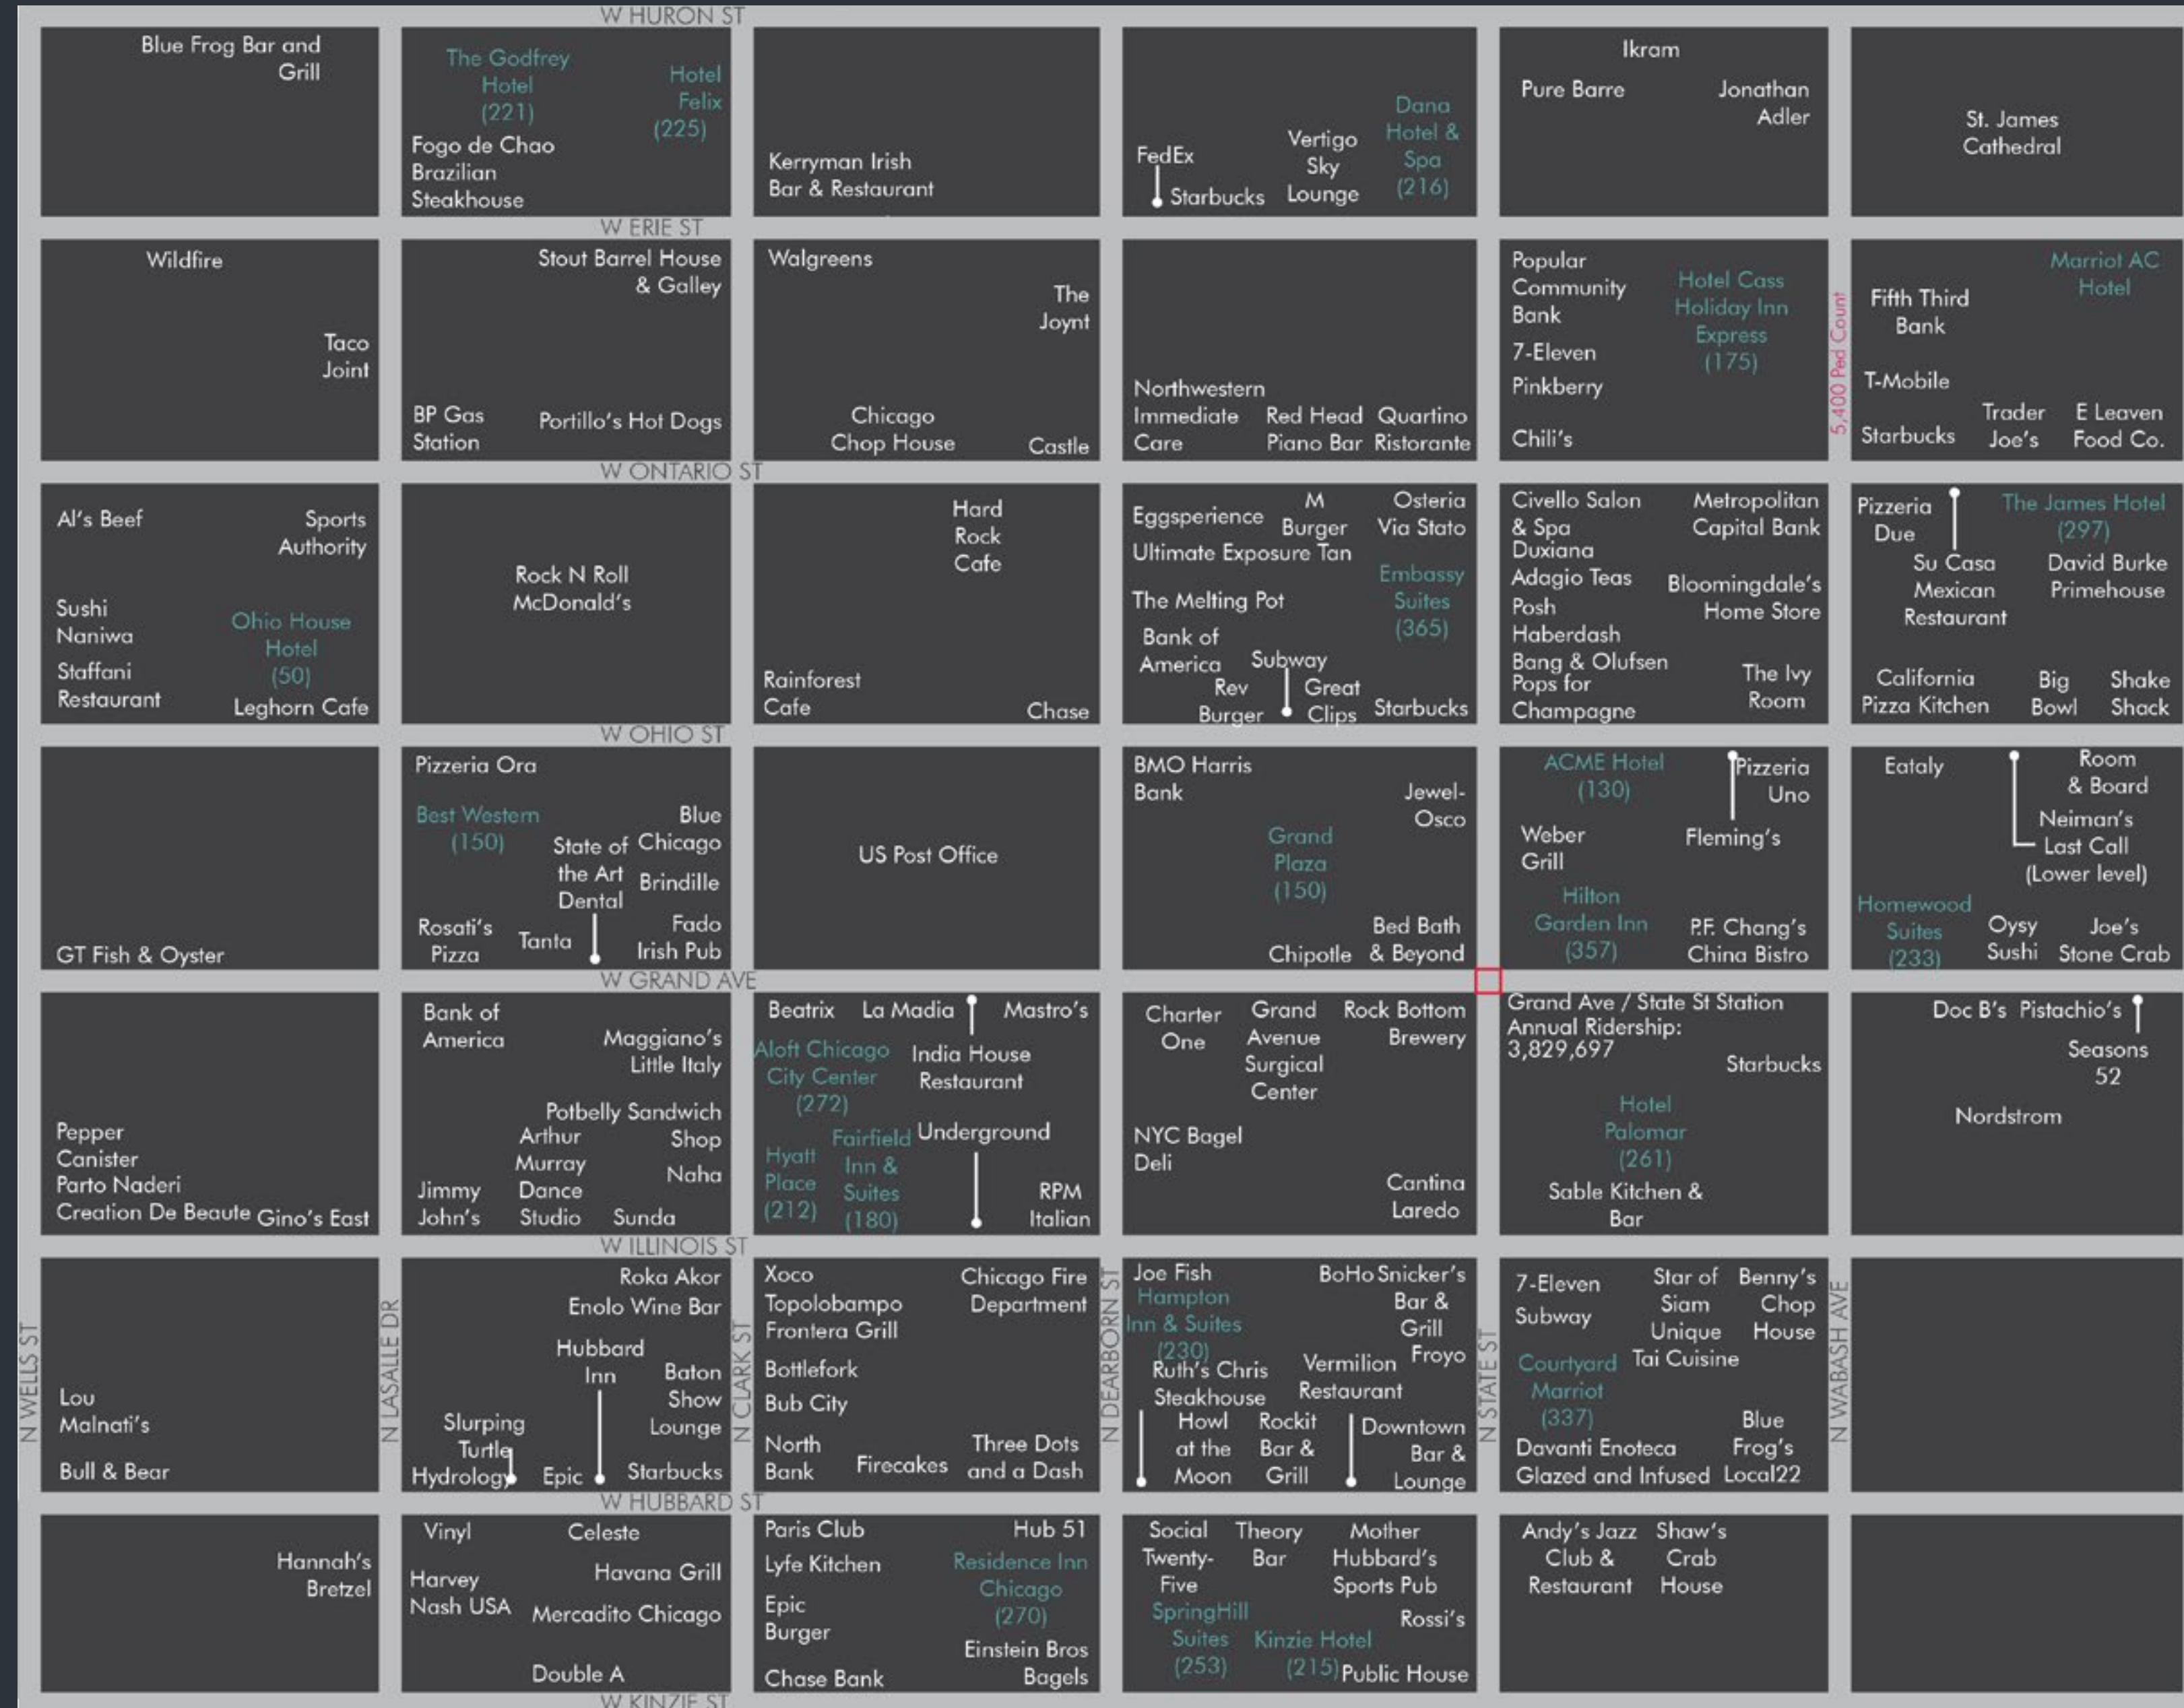 W HURON ST
Blue Frog Bar and
Grill
The Godfrey
Hotel
(221)
Hotel
Felix
(225)
Fogo de Chao
Brazilian
Steakhouse
Kerryman Irish
Bar & Restaurant
FedEx
Starbucks
Vertigo
Sky
Lounge
Dana
Hotel &
Spa
(216)
Ikram
Pure Barre
Jonathan
Adler
St. James
Cathedral
W ERIE ST
Wildfire
Taco
Joint
Stout Barrel House
& Galley
BP Gas
Station
Portillo's Hot Dogs
Walgreens
The
Joynt
Chicago
Chop House
Castle
Northwestern
Immediate
Care
Red Head
Piano Bar
Quartino
Ristorante
Popular
Community
Bank
7-Eleven
Pinkberry
Chili's
Hotel Cass
Holiday Inn
Express
(175)
5,400 Ped Count
Marriot AC
Hotel
Fifth Third
Bank
T-Mobile
Starbucks
Trader
Joe's
E Leaven
Food Co.
W ONTARIO ST
Al's Beef
Sports
Authority
Sushi
Naniwa
Staffani
Restaurant
Ohio House
Hotel
(50)
Leghorn Cafe
Rock N Roll
McDonald's
Hard
Rock
Cafe
Rainforest
Cafe
Chase
Eggsperience
M
Burger
Osteria
Via Stato
Ultimate Exposure Tan
Embassy
Suites
(365)
The Melting Pot
Bank of
America
Subway
Rev
Burger
Great
Clips
Starbucks
Civello Salon
& Spa
Duxiana
Adagio Teas
Posh
Haberdash
Bang & Olufsen
Pops for
Champagne
Metropolitan
Capital Bank
Bloomingdale's
Home Store
The Ivy
Room
Pizzeria
Due
The James Hotel
(297)
Su Casa
Mexican
Restaurant
David Burke
Primehouse
California
Pizza Kitchen
Big
Bowl
Shake
Shack
W OHIO ST
GT Fish & Oyster
Pizzeria Ora
Best Western
(150)
Blue
Chicago
State of
the Art
Dental
Brindille
Rosati's
Pizza
Tanta
Fado
Irish Pub
US Post Office
BMO Harris
Bank
Jewel-
Osco
Grand
Plaza
(150)
Chipotle
Bed Bath
& Beyond
ACME Hotel
(130)
Pizzeria
Uno
Weber
Grill
Fleming's
Hilton
Garden Inn
(357)
P.F. Chang's
China Bistro
Eataly
Room
& Board
Neiman's
Last Call
(Lower level)
Homewood
Suites
(233)
Oysy
Sushi
Joe's
Stone Crab
W GRAND AVE
Pepper
Canister
Parto Naderi
Creation De Beaute
Gino's East
Bank of
America
Maggiano's
Little Italy
Potbelly Sandwich
Shop
Arthur
Murray
Dance
Studio
Naha
Jimmy
John's
Sunda
Beatrix
La Madia
Mastro's
Aloft Chicago
City Center
(272)
India House
Restaurant
Hyatt
Place
(212)
Fairfield
Inn &
Suites
(180)
Underground
RPM
Italian
Charter
One
Grand
Avenue
Surgical
Center
Rock Bottom
Brewery
NYC Bagel
Deli
Cantina
Laredo
Grand Ave / State St Station
Annual Ridership:
3,829,697
Starbucks
Hotel
Palomar
(261)
Sable Kitchen &
Bar
Doc B's
Pistachio's
Seasons
52
Nordstrom
W ILLINOIS ST
N WELLS ST
Lou
Malnati's
Bull & Bear
N LASALLE DR
Roka Akor
Enolo Wine Bar
Hubbard
Inn
Baton
Show
Lounge
Slurping
Turtle
Hydrology
Epic
Starbucks
N CLARK ST
Xoco
Topolobampo
Frontera Grill
Bottlefork
Bub City
North
Bank
Chicago Fire
Department
Firecakes
Three Dots
and a Dash
N DEARBORN ST
Joe Fish
Hampton
Inn & Suites
(230)
BoHo
Snicker's
Bar &
Grill
Froyo
Ruth's Chris
Steakhouse
Vermilion
Restaurant
Howl
at the
Moon
Rockit
Bar &
Grill
Downtown
Bar &
Lounge
N STATE ST
7-Eleven
Subway
Star of
Siam
Unique
Tai Cuisine
Benny's
Chop
House
Courtyard
Marriot
(337)
Davanti Enoteca
Glazed and Infused
Blue
Frog's
Local22
N WABASH AVE
W HUBBARD ST
Hannah's
Bretzel
Vinyl
Celeste
Harvey
Nash USA
Havana Grill
Mercadito Chicago
Double A
Paris Club
Lyfe Kitchen
Epic
Burger
Chase Bank
Hub 51
Residence Inn
Chicago
(270)
Einstein Bros
Bagels
Social
Twenty-
Five
Theory
Bar
Mother
Hubbard's
Sports Pub
SpringHill
Suites
(253)
Kinzie Hotel
(215)
Rossi's
Public House
Andy's Jazz
Club &
Restaurant
Shaw's
Crab
House
W KINZIE ST